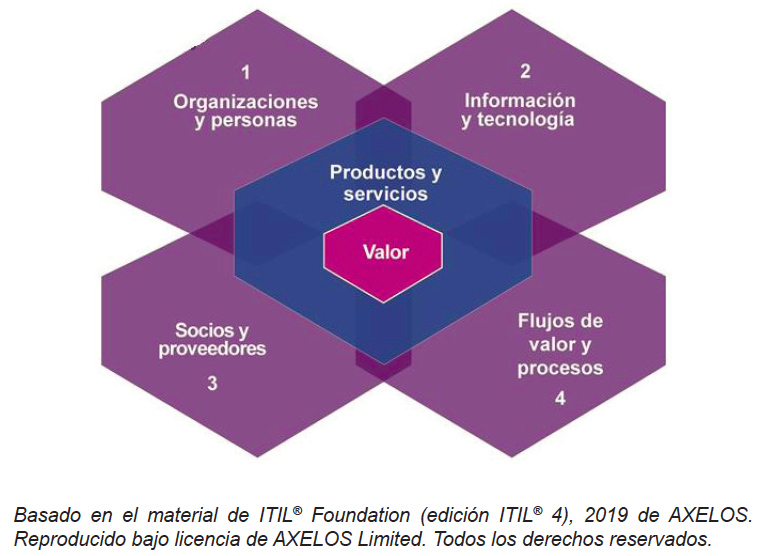 1
Organizaciones
y personas
2
Información
y tecnología
Productos y
servicios
Valor
Socios y
proveedores
3
Flujos de
valor y
procesos
4
Basado en el material de ITIL® Foundation (edición ITIL® 4), 2019 de AXELOS.
Reproducido bajo licencia de AXELOS Limited. Todos los derechos reservados.